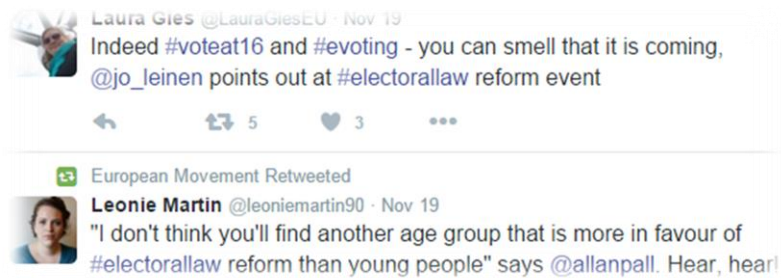 Laura Gies @LauraGiesEU · Nov 19
Indeed #voteat16 and #evoting - you can smell that it is coming,
@jo_leinen points out at #electorallaw reform event
5 3
European Movement Retweeted
Leonie Martin @leoniemartin90 · Nov 19
"I don't think you'll find another age group that is more in favour of
#electorallaw reform than young people" says @allanpall. Hear, hear!